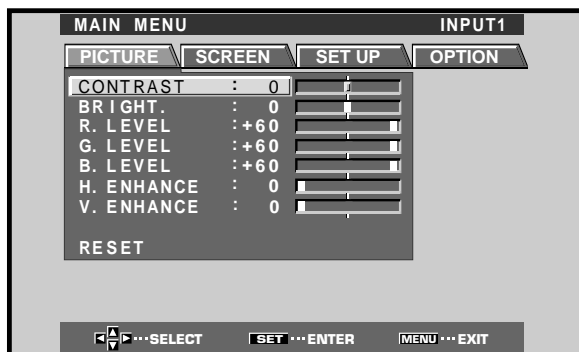 MAIN MENU INPUT1
PICTURE SCREEN SET UP OPTION
CONTRAST : 0
BRIGHT. : 0
R. LEVEL :+60
G. LEVEL :+60
B. LEVEL :+60
H. ENHANCE : 0
V. ENHANCE : 0
RESET
◀▲▼▶···SELECT SET ···ENTER MENU ···EXIT